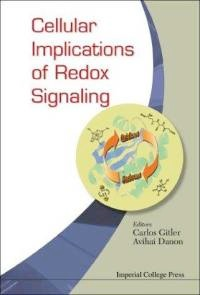 Cellular
Implications
of Redox
Signaling
Editors
Carlos Gitler
Avihai Danon
Imperial College Press